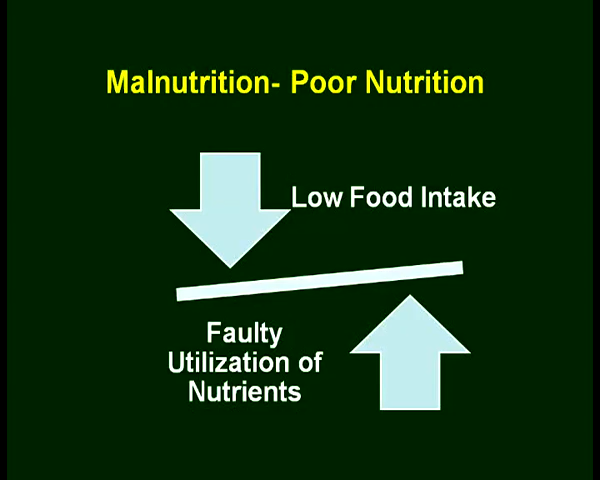 Malnutrition- Poor Nutrition
Low Food Intake
Faulty
Utilization of
Nutrients